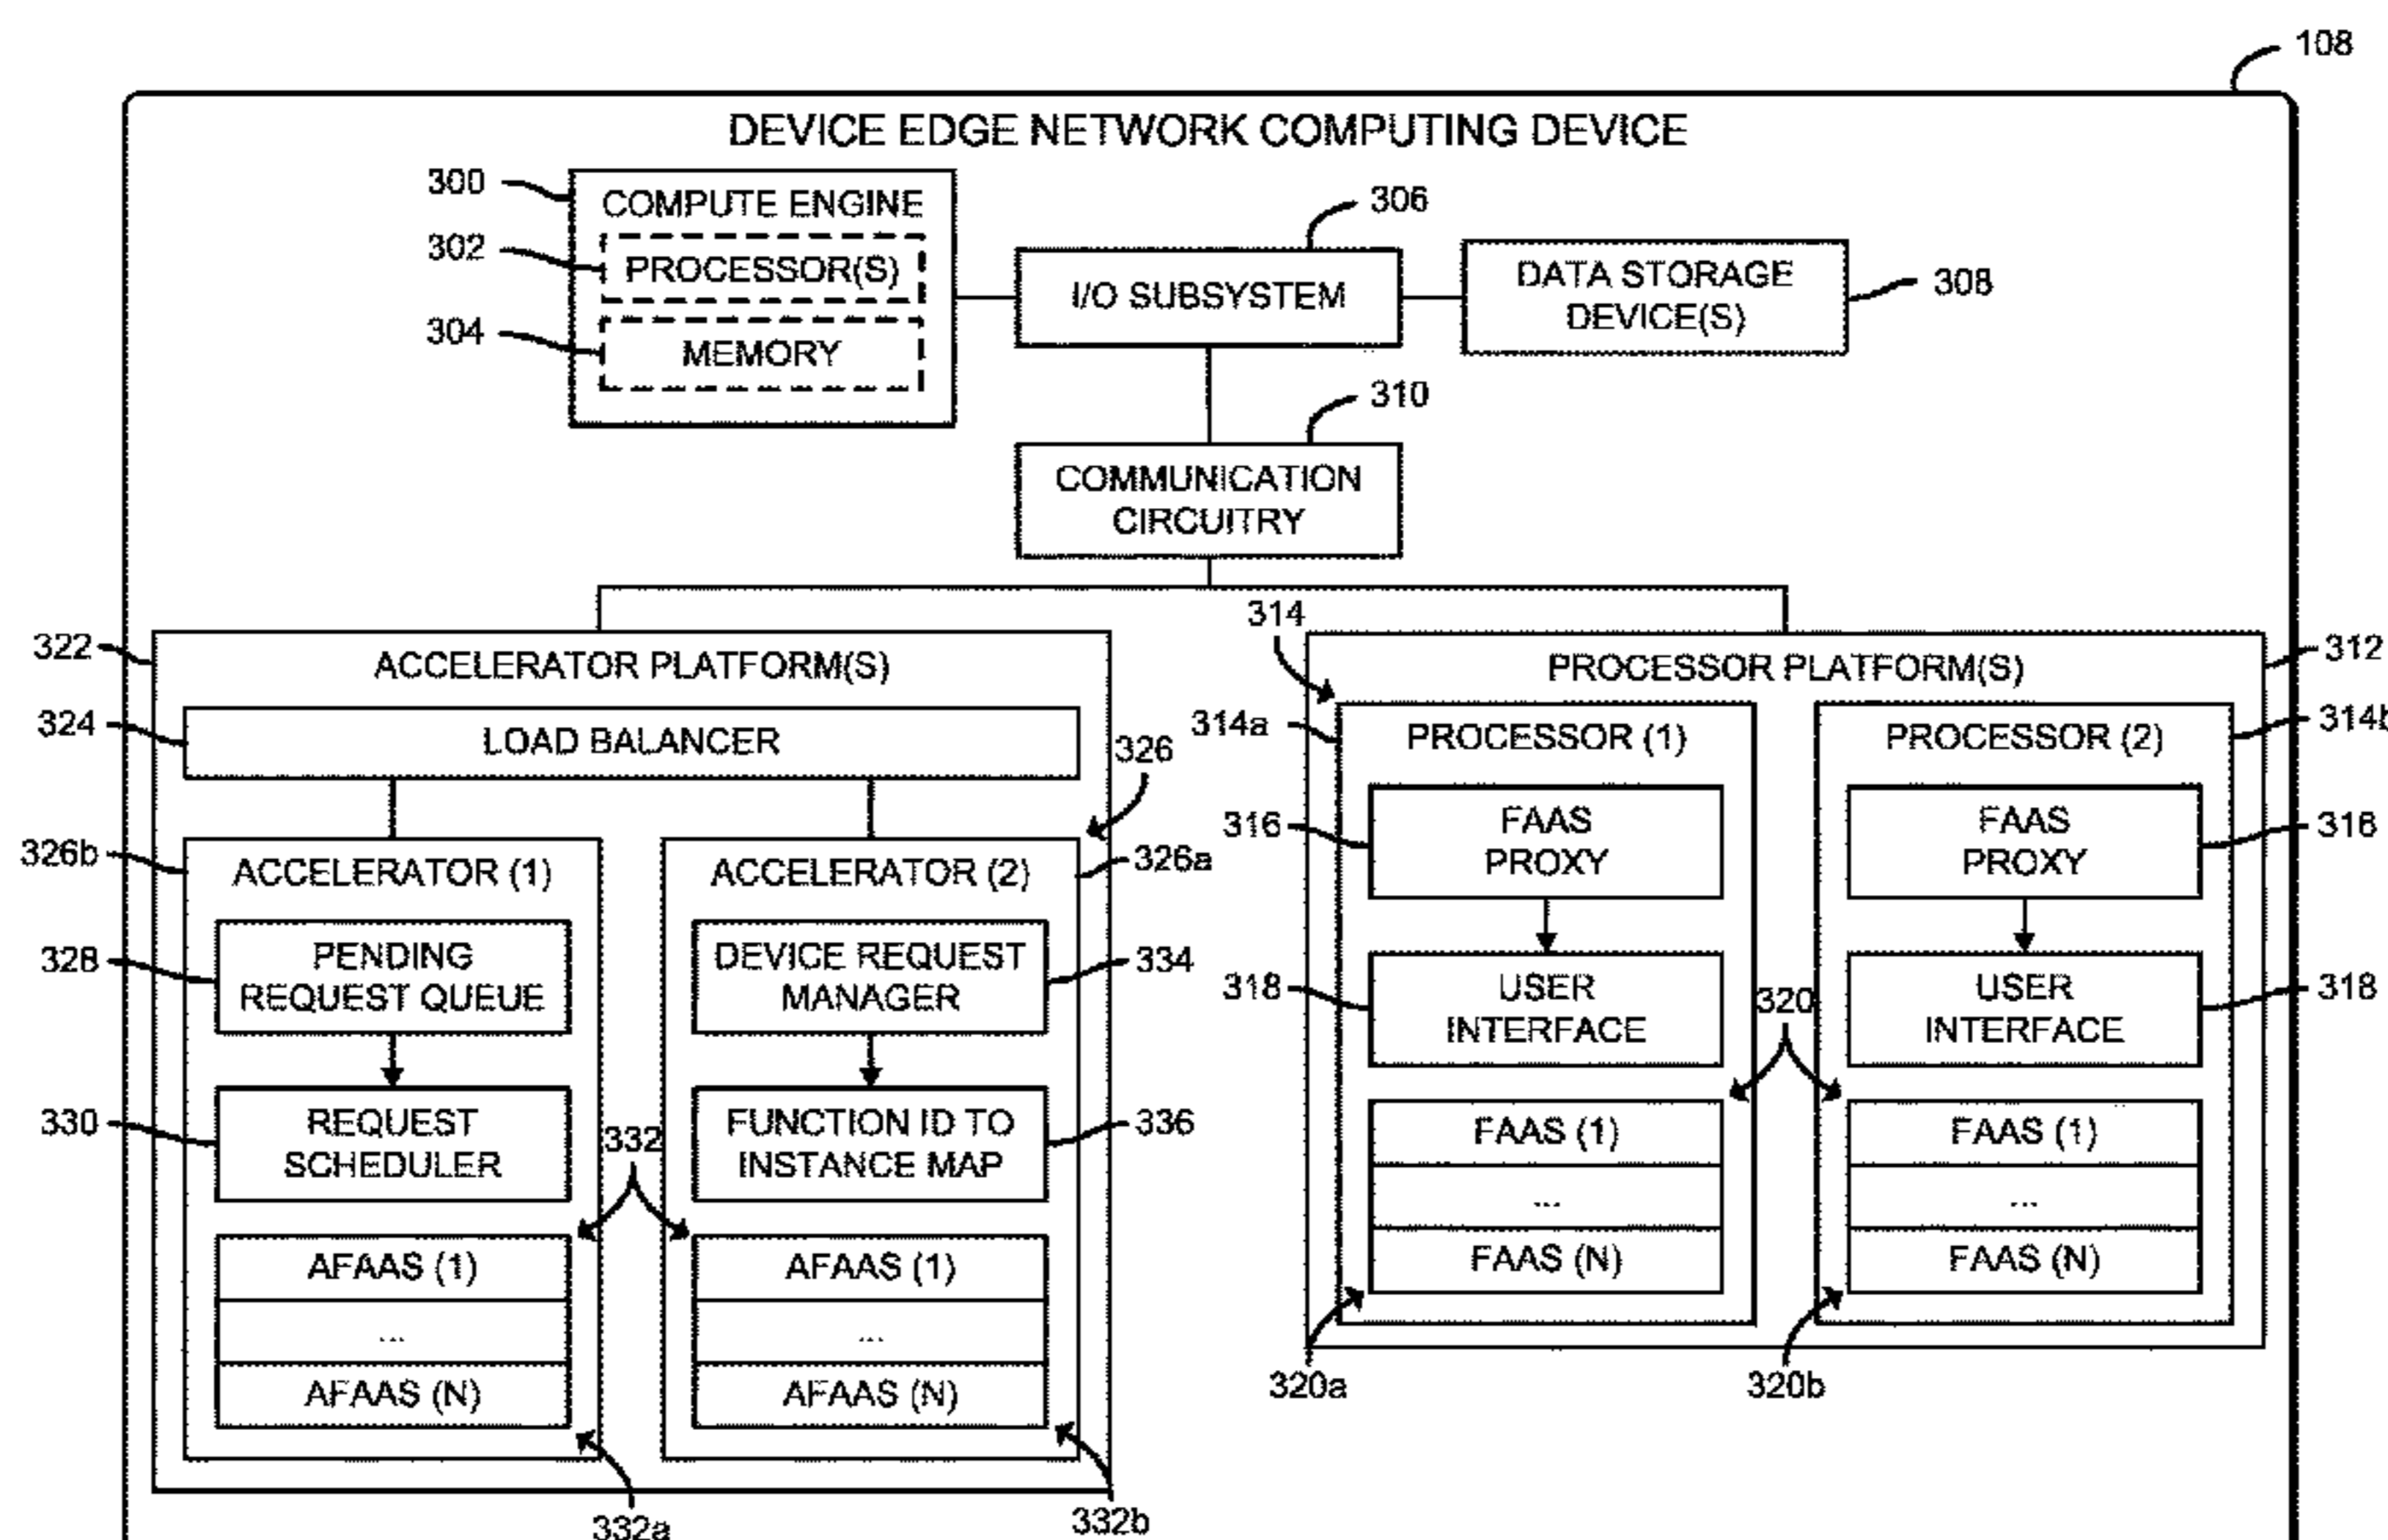 108
DEVICE EDGE NETWORK COMPUTING DEVICE
300
COMPUTE ENGINE
302
PROCESSOR(S)
304
MEMORY
306
I/O SUBSYSTEM
DATA STORAGE
DEVICE(S)
308
310
COMMUNICATION
CIRCUITRY
322
ACCELERATOR PLATFORM(S)
324
LOAD BALANCER
326
326b
ACCELERATOR (1)
328
PENDING
REQUEST QUEUE
330
REQUEST
SCHEDULER
332
AFAAS (1)
...
AFAAS (N)
332a
326a
ACCELERATOR (2)
DEVICE REQUEST
MANAGER
334
FUNCTION ID TO
INSTANCE MAP
336
AFAAS (1)
...
AFAAS (N)
332b
314
PROCESSOR PLATFORM(S)
312
314a
PROCESSOR (1)
316
FAAS
PROXY
318
USER
INTERFACE
320
FAAS (1)
...
FAAS (N)
320a
PROCESSOR (2)
314b
FAAS
PROXY
316
USER
INTERFACE
318
FAAS (1)
...
FAAS (N)
320b